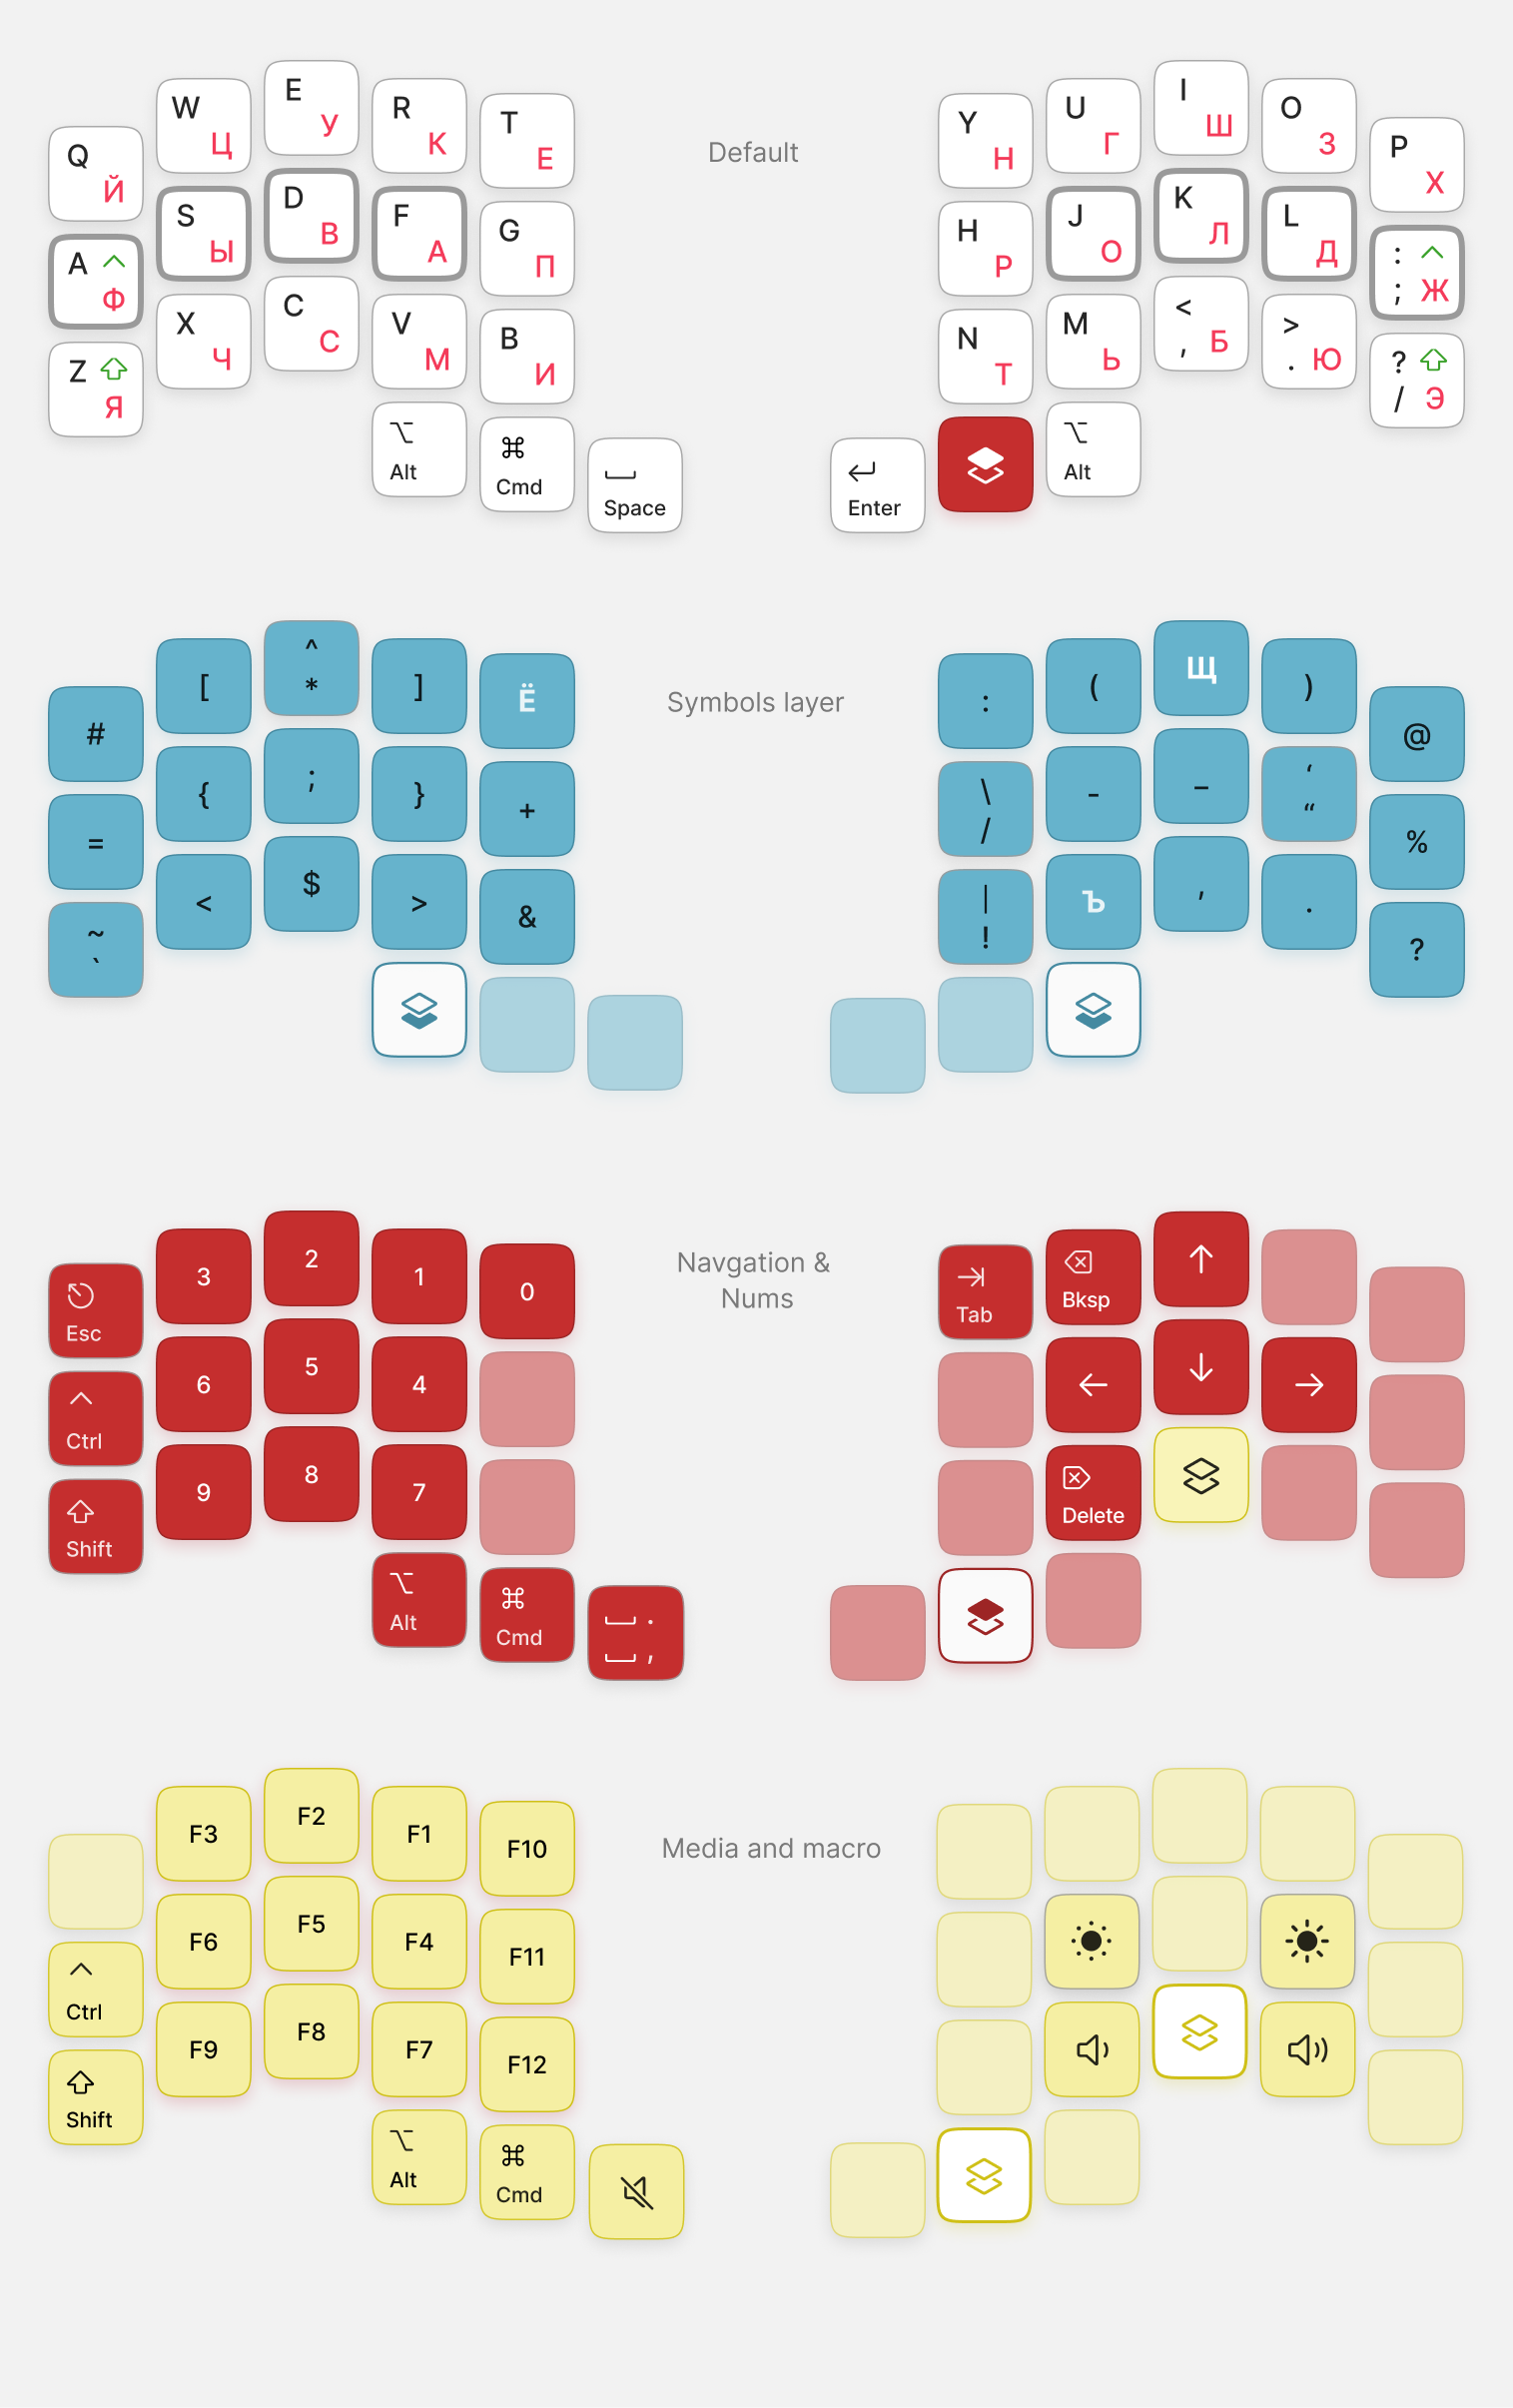 Default
Q Й
W Ц
E У
R К
T Е
Y Н
U Г
I Ш
O З
P Х
A Ф
S Ы
D В
F А
G П
H Р
J О
K Л
L Д
: ; Ж
Z Я
X Ч
C С
V М
B И
N Т
M Ь
< , Б
> . Ю
? / Э
⌥ Alt
⌘ Cmd
Space
Enter
⌥ Alt
Symbols layer
#
[
^ *
]
Ё
:
(
Щ
)
@
=
{
;
}
+
\ /
-
–
‘ “
%
~ `
<
$
>
&
| !
Ъ
,
.
?
Navgation &
Nums
Esc
3
2
1
0
Tab
Bksp
↑
Ctrl
6
5
4
←
↓
→
Shift
9
8
7
Delete
⌥ Alt
⌘ Cmd
. ,
Media and macro
F3
F2
F1
F10
Ctrl
F6
F5
F4
F11
Shift
F9
F8
F7
F12
⌥ Alt
⌘ Cmd